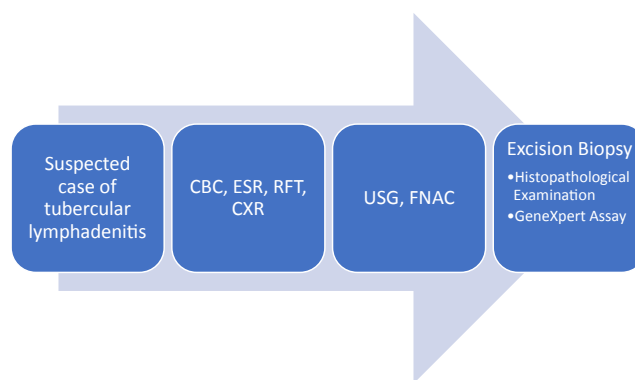 Suspected
case of
tubercular
lymphadenitis
CBC, ESR, RFT,
CXR
USG, FNAC
Excision Biopsy
•Histopathological
Examination
•GeneXpert Assay